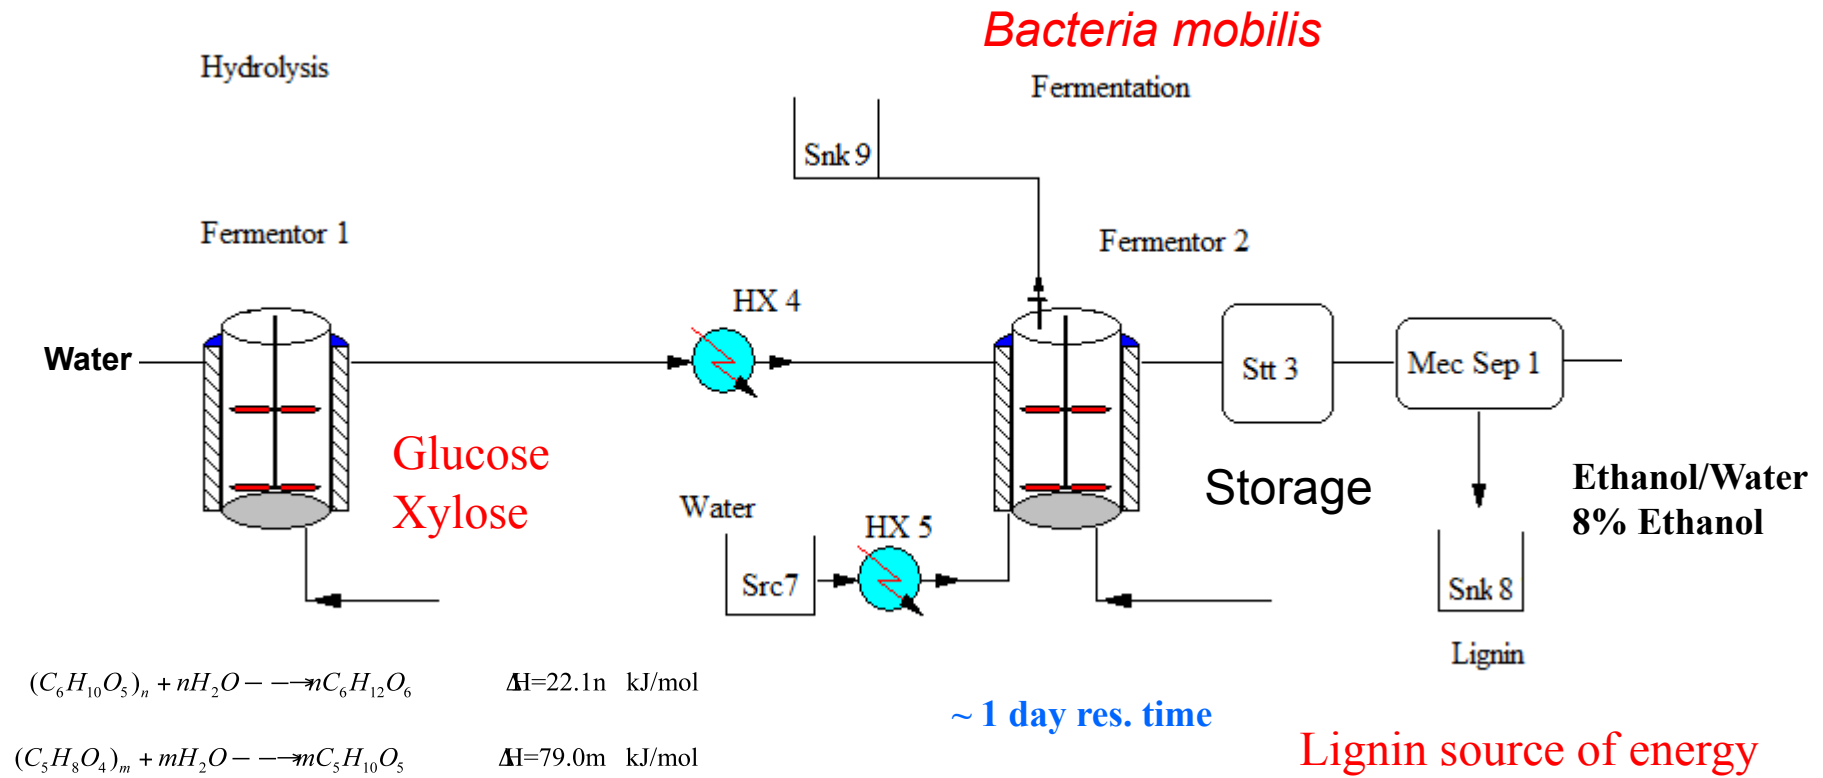 Bacteria mobilis
Hydrolysis
Fermentation
Snk 9
Fermentor 1
Fermentor 2
HX 4
Water
Stt 3
Mec Sep 1
Glucose
Xylose
Storage
Ethanol/Water
8% Ethanol
Water
HX 5
Src7
Snk 8
Lignin
(C₆H₁₀O₅)ₙ + nH₂O − − → nC₆H₁₂O₆ ΔH=22.1n kJ/mol
~ 1 day res. time
(C₅H₈O₄)ₘ + mH₂O − − → mC₅H₁₀O₅ ΔH=79.0m kJ/mol
Lignin source of energy